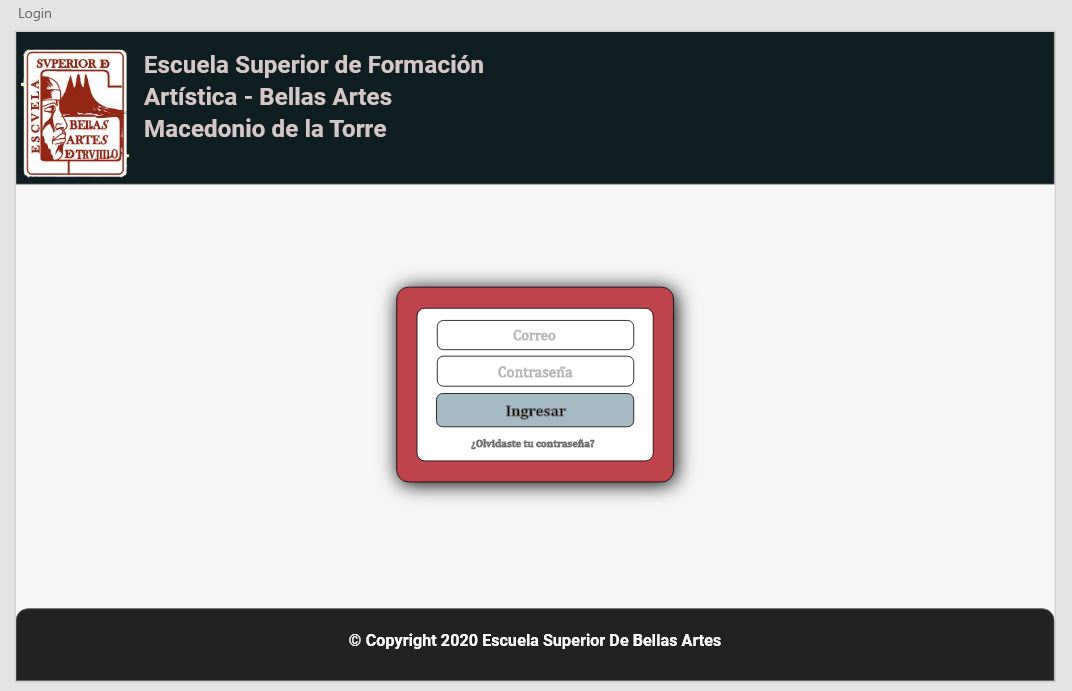 Login
SVPERIOR D
ESCVELA
BELLAS
ARTES
D TRVJILLO
Escuela Superior de Formación
Artística - Bellas Artes
Macedonio de la Torre
Correo
Contraseña
Ingresar
¿Olvidaste tu contraseña?
© Copyright 2020 Escuela Superior De Bellas Artes